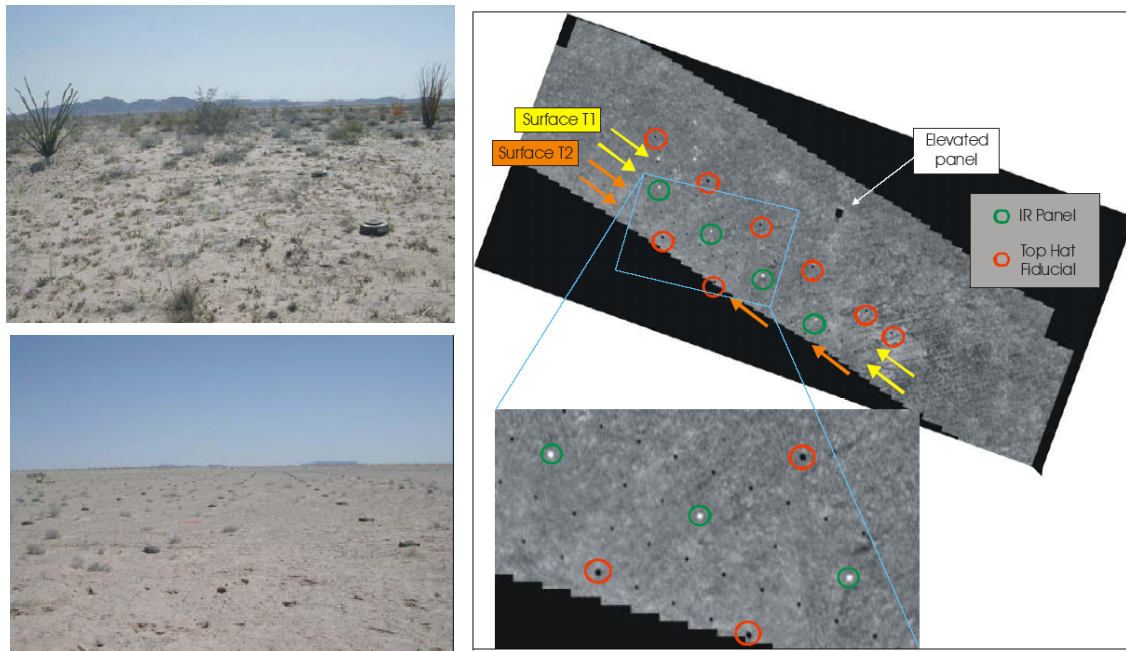 Surface T1
Surface T2
Elevated
panel
IR Panel
Top Hat
Fiducial